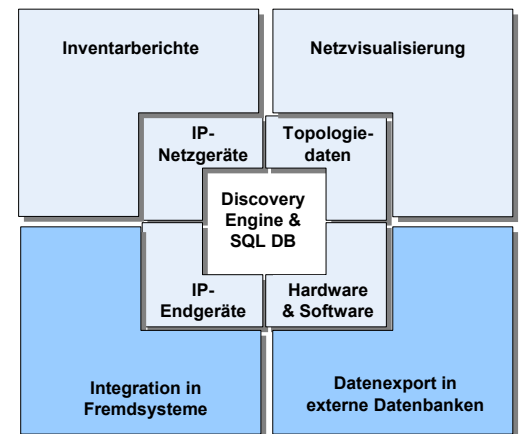 Inventarberichte
Netzvisualisierung
IP-
Netzgeräte
Topologie-
daten
Discovery
Engine &
SQL DB
IP-
Endgeräte
Hardware
& Software
Integration in
Fremdsysteme
Datenexport in
externe Datenbanken